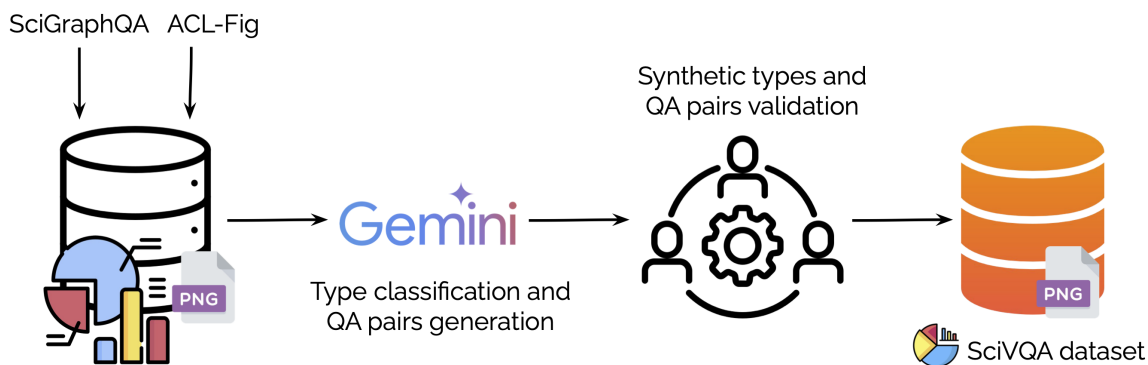 SciGraphQA ACL-Fig
Synthetic types and
QA pairs validation
Gemini
PNG
Type classification and
QA pairs generation
PNG
SciVQA dataset